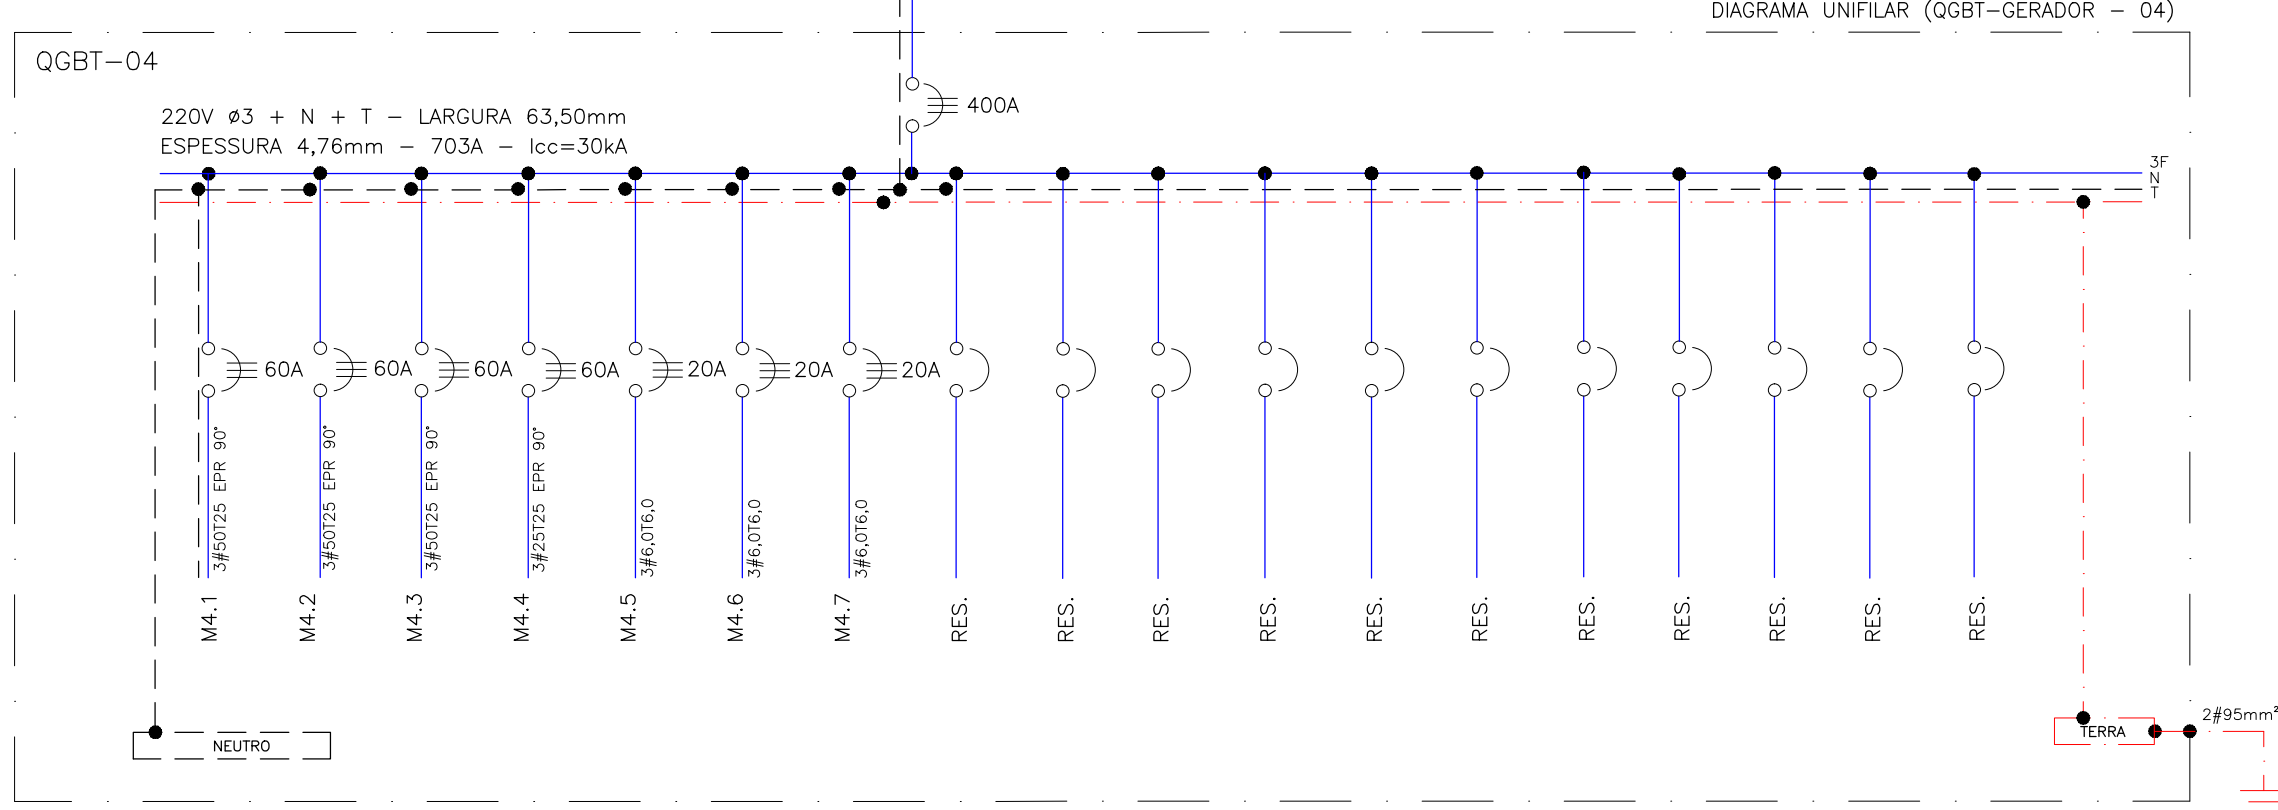 DIAGRAMA UNIFILAR (QGBT-GERADOR - 04)
QGBT-04
400A
220V ø3 + N + T - LARGURA 63,50mm
ESPESSURA 4,76mm - 703A - Icc=30kA
3F
N
T
60A
60A
60A
60A
20A
20A
20A
3#50T25 EPR 90°
3#50T25 EPR 90°
3#50T25 EPR 90°
3#25T25 EPR 90°
3#6,0T6,0
3#6,0T6,0
3#6,0T6,0
M4.1
M4.2
M4.3
M4.4
M4.5
M4.6
M4.7
RES.
RES.
RES.
RES.
RES.
RES.
RES.
RES.
RES.
RES.
RES.
NEUTRO
TERRA
2#95mm²